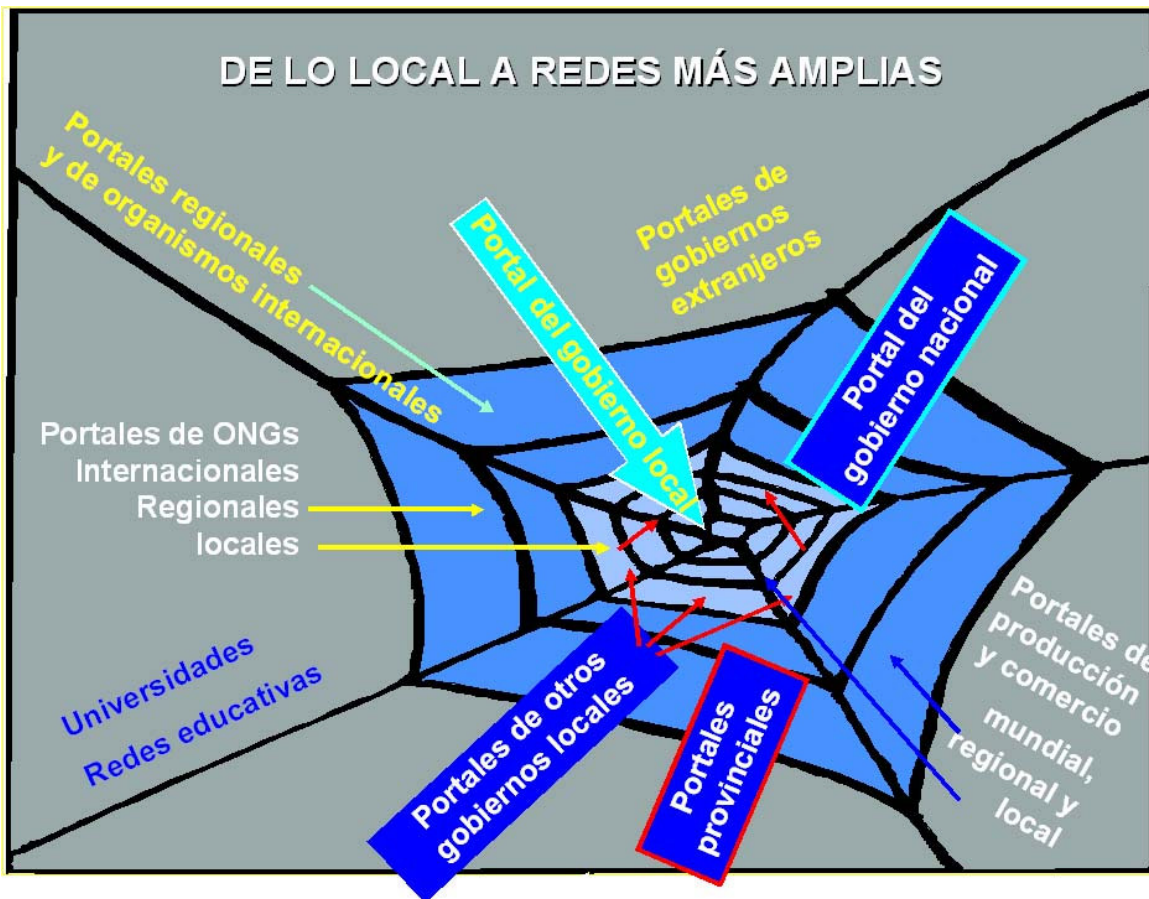 DE LO LOCAL A REDES MÁS AMPLIAS
Portales regionales
y de organismos internacionales
Portal del gobierno local
Portales de
gobiernos
extranjeros
Portal del
gobierno nacional
Portales de ONGs
Internacionales
Regionales
locales
Universidades
Redes educativas
Portales de otros
gobiernos locales
Portales
provinciales
Portales de
producción
y comercio
mundial,
regional y
local